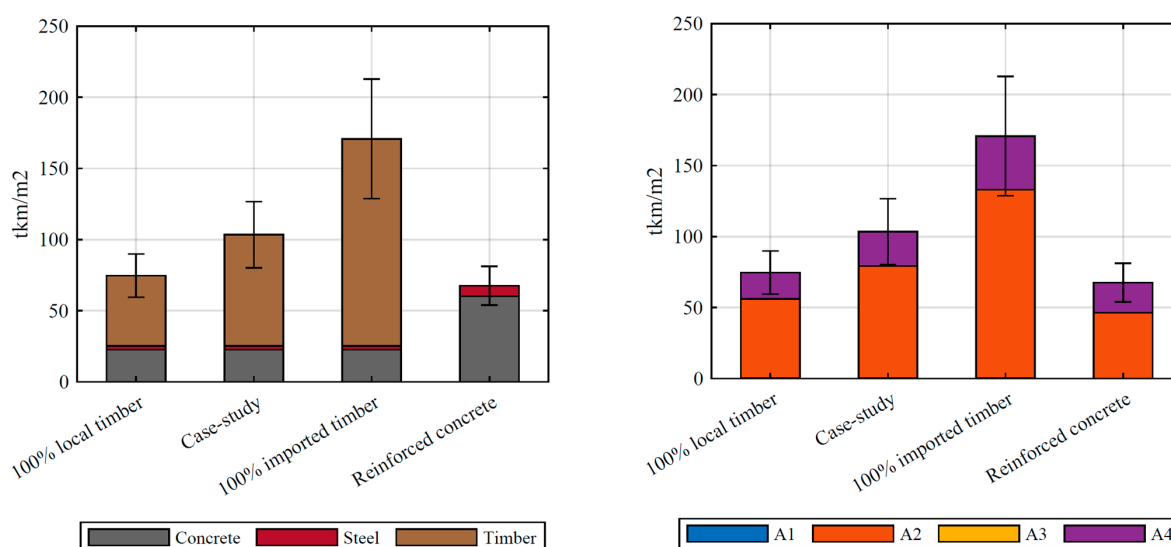 250
200
150
100
50
0
tkm/m2
100% local timber
Case-study
100% imported timber
Reinforced concrete
Concrete Steel Timber
250
200
150
100
50
0
tkm/m2
100% local timber
Case-study
100% imported timber
Reinforced concrete
A1 A2 A3 A4